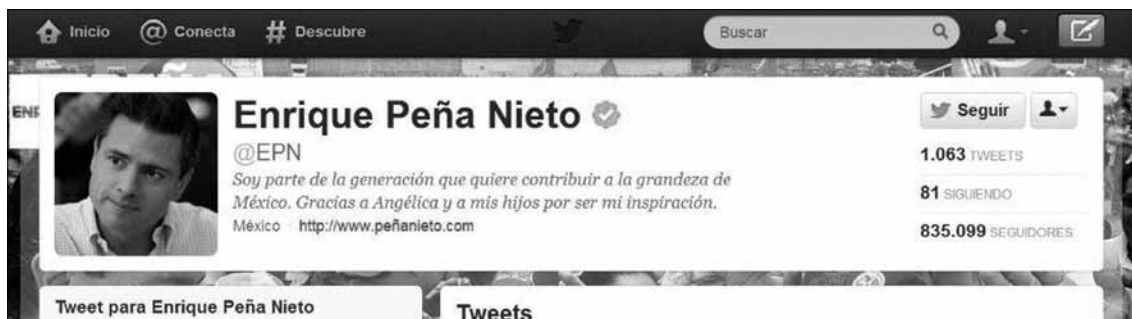 Inicio @ Conecta # Descubre Buscar
Enrique Peña Nieto
@EPN
Soy parte de la generación que quiere contribuir a la grandeza de
México. Gracias a Angélica y a mis hijos por ser mi inspiración.
México · http://www.peñanieto.com
Seguir
1.063 TWEETS
81 SIGUIENDO
835.099 SEGUIDORES
Tweet para Enrique Peña Nieto
Tweets